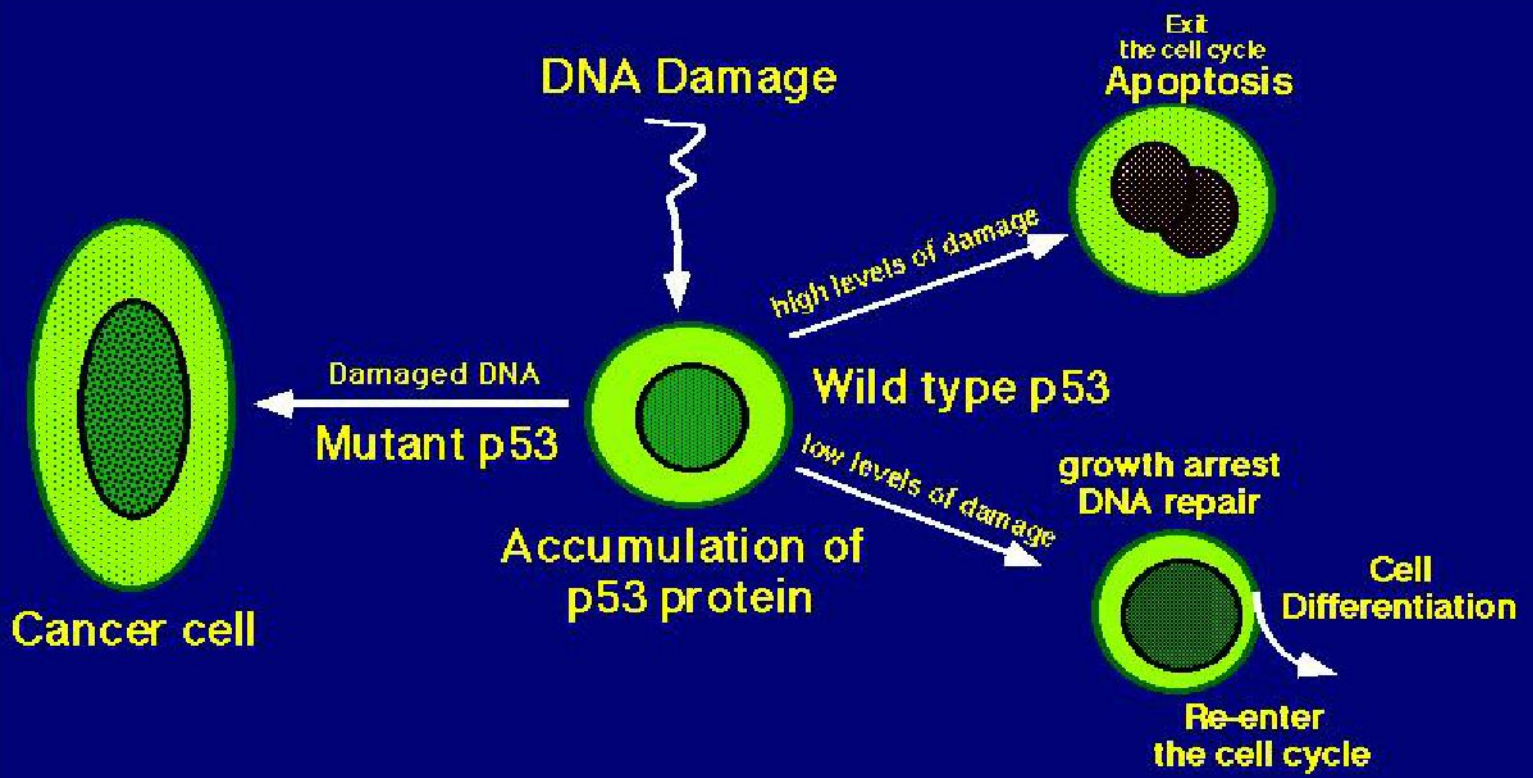 Exit
the cell cycle
Apoptosis
DNA Damage
high levels of damage
Damaged DNA
Mutant p53
Wild type p53
low levels of damage
growth arrest
DNA repair
Accumulation of
p53 protein
Cancer cell
Cell
Differentiation
Re-enter
the cell cycle